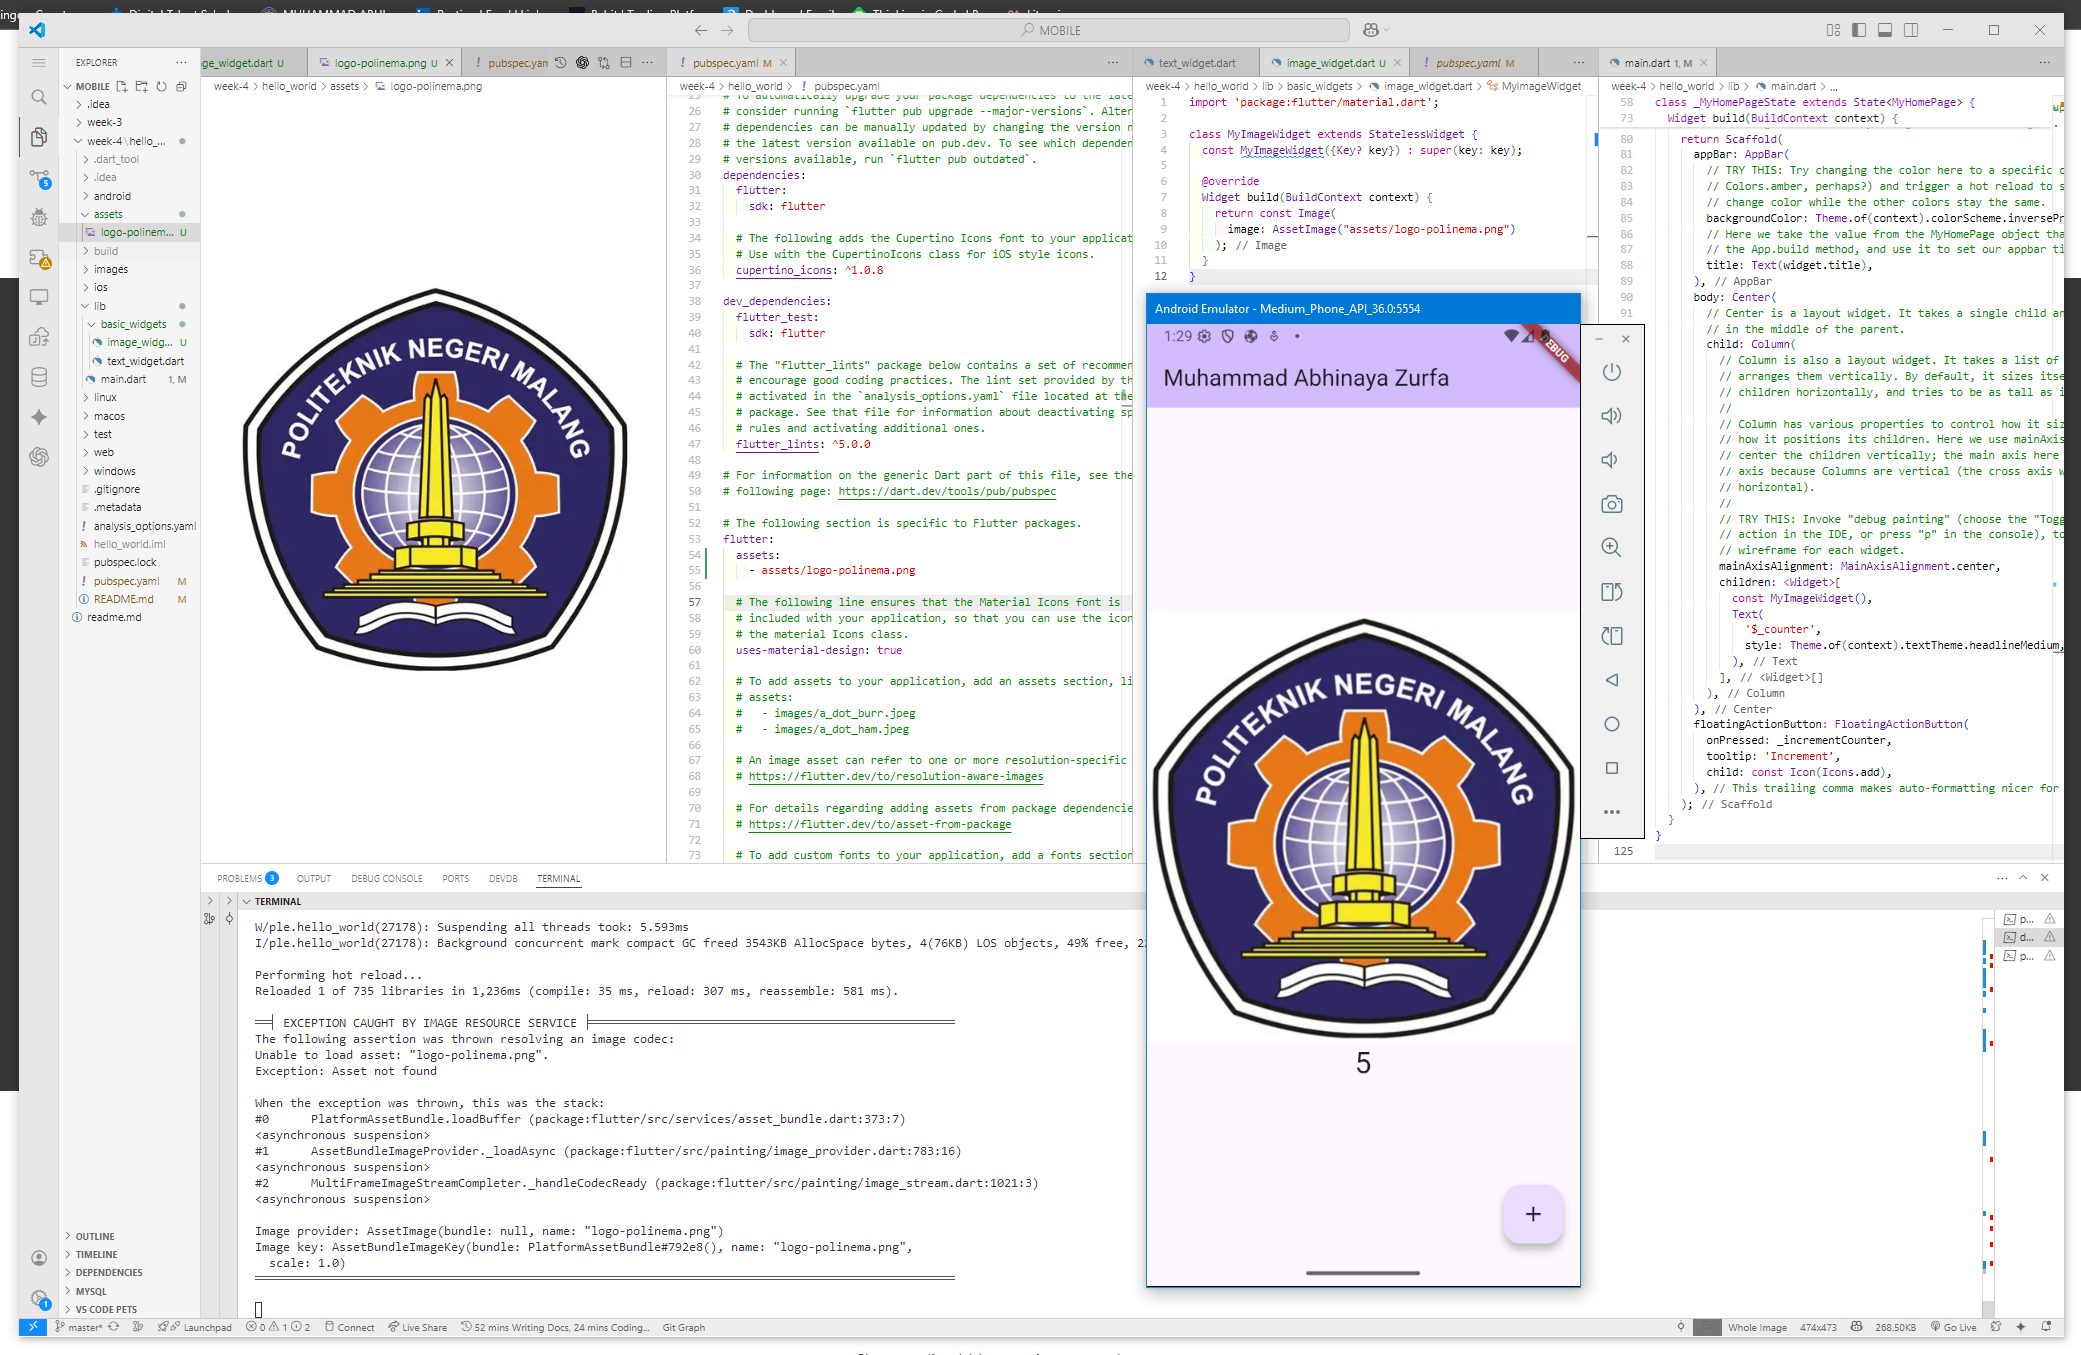 MOBILE
EXPLORER
MOBILE
.idea
week-3
week-4\hello_...
.dart_tool
.idea
android
assets
logo-polinem... U
build
images
ios
lib
basic_widgets
image_widg... U
text_widget.dart
main.dart 1, M
linux
macos
test
web
windows
.gitignore
.metadata
analysis_options.yaml
hello_world.iml
pubspec.lock
pubspec.yaml M
README.md M
readme.md
OUTLINE
TIMELINE
DEPENDENCIES
MYSQL
VS CODE PETS
ge_widget.dart U
logo-polinema.png U
pubspec.yan
week-4 > hello_world > assets > logo-polinema.png
POLITEKNIK NEGERI MALANG
pubspec.yaml M
week-4 > hello_world > pubspec.yaml
26 # consider running `flutter pub upgrade --major-versions`. Alter
27 # dependencies can be manually updated by changing the version n
28 # the latest version available on pub.dev. To see which depender
29 # versions available, run `flutter pub outdated`.
30 dependencies:
31 flutter:
32 sdk: flutter
33
34 # The following adds the Cupertino Icons font to your applicat
35 # Use with the CupertinoIcons class for iOS style icons.
36 cupertino_icons: ^1.0.8
37
38 dev_dependencies:
39 flutter_test:
40 sdk: flutter
41
42 # The "flutter_lints" package below contains a set of recommen
43 # encourage good coding practices. The lint set provided by th
44 # activated in the `analysis_options.yaml` file located at the
45 # package. See that file for information about deactivating sp
46 # rules and activating additional ones.
47 flutter_lints: ^5.0.0
48
49 # For information on the generic Dart part of this file, see the
50 # following page: https://dart.dev/tools/pub/pubspec
51
52 # The following section is specific to Flutter packages.
53 flutter:
54 assets:
55 - assets/logo-polinema.png
56
57 # The following line ensures that the Material Icons font is
58 # included with your application, so that you can use the icon
59 # the material Icons class.
60 uses-material-design: true
61
62 # To add assets to your application, add an assets section, li
63 # assets:
64 # - images/a_dot_burr.jpeg
65 # - images/a_dot_ham.jpeg
66
67 # An image asset can refer to one or more resolution-specific
68 # https://flutter.dev/to/resolution-aware-images
69
70 # For details regarding adding assets from package dependencie
71 # https://flutter.dev/to/asset-from-package
72
73 # To add custom fonts to your application, add a fonts section
text_widget.dart
image_widget.dart U
pubspec.yaml M
week-4 > hello_world > lib > basic_widgets > image_widget.dart > MyImageWidget
1 import 'package:flutter/material.dart';
2
3 class MyImageWidget extends StatelessWidget {
4 const MyImageWidget({Key? key}) : super(key: key);
5
6 @override
7 Widget build(BuildContext context) {
8 return const Image(
9 image: AssetImage("assets/logo-polinema.png")
10 ); // Image
11 }
12 }
main.dart 1, M
week-4 > hello_world > lib > main.dart > ...
58 class _MyHomePageState extends State<MyHomePage> {
73 Widget build(BuildContext context) {
80 return Scaffold(
81 appBar: AppBar(
82 // TRY THIS: Try changing the color here to a specific c
83 // Colors.amber, perhaps?) and trigger a hot reload to s
84 // change color while the other colors stay the same.
85 backgroundColor: Theme.of(context).colorScheme.inversePr
86 // Here we take the value from the MyHomePage object tha
87 // the App.build method, and use it to set our appbar ti
88 title: Text(widget.title),
89 ), // AppBar
90 body: Center(
91 // Center is a layout widget. It takes a single child an
// in the middle of the parent.
child: Column(
// Column is also a layout widget. It takes a list of
// arranges them vertically. By default, it sizes itse
// children horizontally, and tries to be as tall as i
//
// Column has various properties to control how it siz
// how it positions its children. Here we use mainAxis
// center the children vertically; the main axis here
// axis because Columns are vertical (the cross axis w
// horizontal).
//
// TRY THIS: Invoke "debug painting" (choose the "Togg
// action in the IDE, or press "p" in the console), to
// wireframe for each widget.
mainAxisAlignment: MainAxisAlignment.center,
children: <Widget>[
const MyImageWidget(),
Text(
'$_counter',
style: Theme.of(context).textTheme.headlineMedium,
), // Text
], // <Widget>[]
), // Column
), // Center
floatingActionButton: FloatingActionButton(
onPressed: _incrementCounter,
tooltip: 'Increment',
child: const Icon(Icons.add),
), // This trailing comma makes auto-formatting nicer for
); // Scaffold
}
}
125
Android Emulator - Medium_Phone_API_36.0:5554
1:29
Muhammad Abhinaya Zurfa
POLITEKNIK NEGERI MALANG
5
+
PROBLEMS 3
OUTPUT
DEBUG CONSOLE
PORTS
DEVDB
TERMINAL
TERMINAL
W/ple.hello_world(27178): Suspending all threads took: 5.593ms
I/ple.hello_world(27178): Background concurrent mark compact GC freed 3543KB AllocSpace bytes, 4(76KB) LOS objects, 49% free, 2
Performing hot reload...
Reloaded 1 of 735 libraries in 1,236ms (compile: 35 ms, reload: 307 ms, reassemble: 581 ms).
EXCEPTION CAUGHT BY IMAGE RESOURCE SERVICE
The following assertion was thrown resolving an image codec:
Unable to load asset: "logo-polinema.png".
Exception: Asset not found
When the exception was thrown, this was the stack:
#0 PlatformAssetBundle.loadBuffer (package:flutter/src/services/asset_bundle.dart:373:7)
<asynchronous suspension>
#1 AssetBundleImageProvider._loadAsync (package:flutter/src/painting/image_provider.dart:783:16)
<asynchronous suspension>
#2 MultiFrameImageStreamCompleter._handleCodecReady (package:flutter/src/painting/image_stream.dart:1021:3)
<asynchronous suspension>
Image provider: AssetImage(bundle: null, name: "logo-polinema.png")
Image key: AssetBundleImageKey(bundle: PlatformAssetBundle#792e8(), name: "logo-polinema.png",
scale: 1.0)
p...
d...
p...
master*
Launchpad
0 1 2
Connect
Live Share
52 mins Writing Docs, 24 mins Coding...
Git Graph
Whole Image
474x473
268.50KB
Go Live